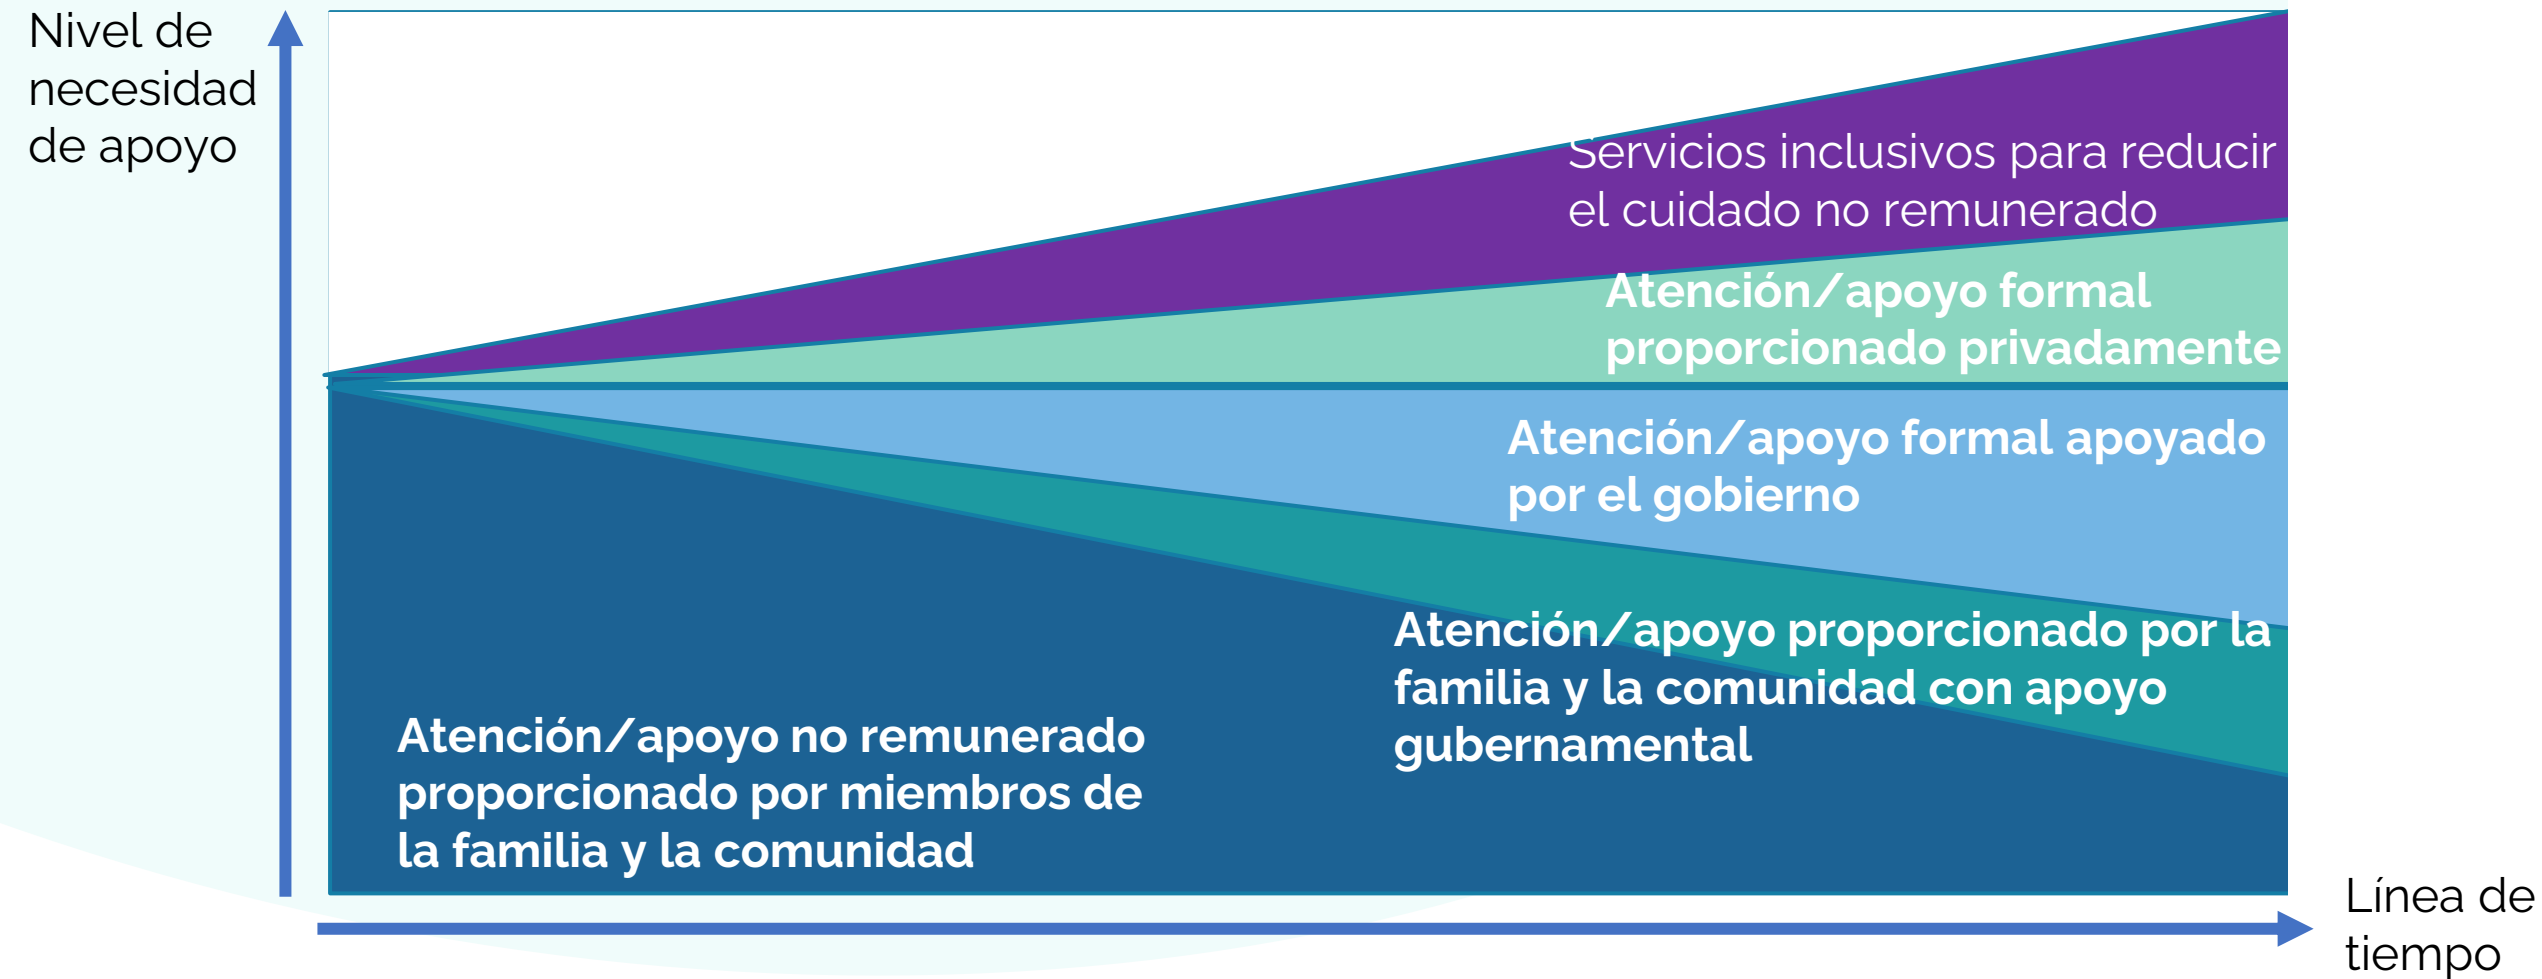 Nivel de
necesidad
de apoyo
Servicios inclusivos para reducir
el cuidado no remunerado
Atención/apoyo formal
proporcionado privadamente
Atención/apoyo formal apoyado
por el gobierno
Atención/apoyo proporcionado por la
familia y la comunidad con apoyo
gubernamental
Atención/apoyo no remunerado
proporcionado por miembros de
la familia y la comunidad
Línea de
tiempo